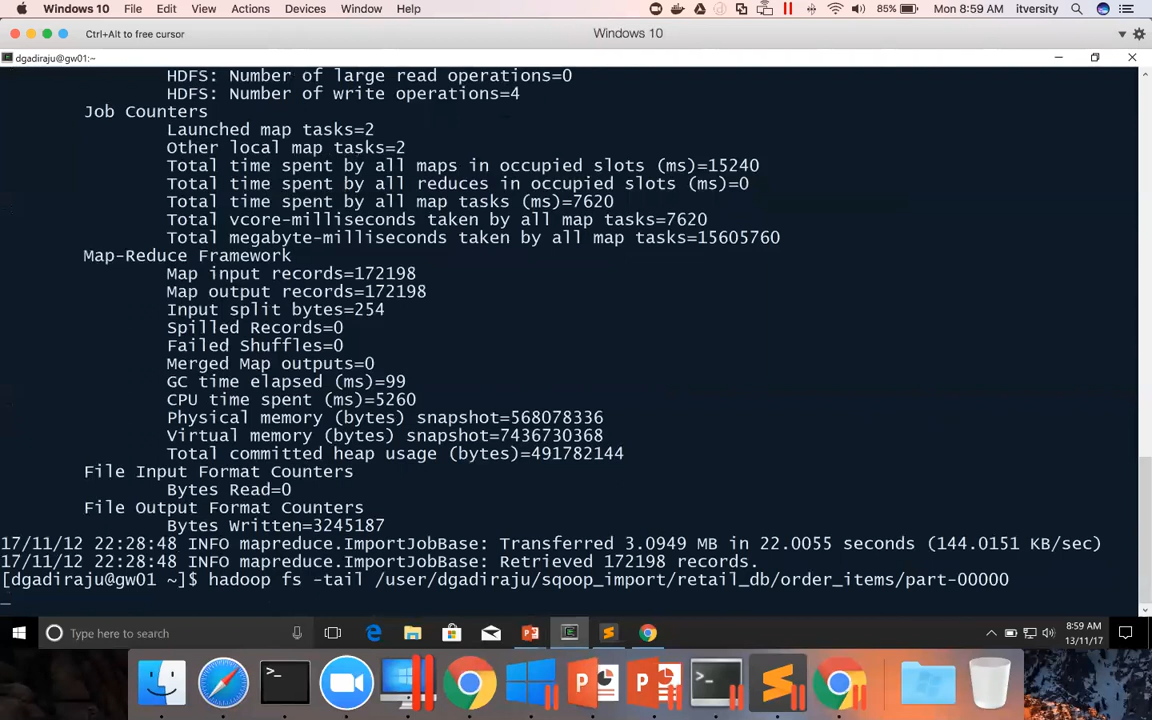 Windows 10 File Edit View Actions Devices Window Help 85% Mon 8:59 AM itversity
Ctrl+Alt to free cursor Windows 10
dgadiraju@gw01:~
HDFS: Number of large read operations=0
HDFS: Number of write operations=4
Job Counters
Launched map tasks=2
Other local map tasks=2
Total time spent by all maps in occupied slots (ms)=15240
Total time spent by all reduces in occupied slots (ms)=0
Total time spent by all map tasks (ms)=7620
Total vcore-milliseconds taken by all map tasks=7620
Total megabyte-milliseconds taken by all map tasks=15605760
Map-Reduce Framework
Map input records=172198
Map output records=172198
Input split bytes=254
Spilled Records=0
Failed Shuffles=0
Merged Map outputs=0
GC time elapsed (ms)=99
CPU time spent (ms)=5260
Physical memory (bytes) snapshot=568078336
Virtual memory (bytes) snapshot=7436730368
Total committed heap usage (bytes)=491782144
File Input Format Counters
Bytes Read=0
File Output Format Counters
Bytes Written=3245187
17/11/12 22:28:48 INFO mapreduce.ImportJobBase: Transferred 3.0949 MB in 22.0055 seconds (144.0151 KB/sec)
17/11/12 22:28:48 INFO mapreduce.ImportJobBase: Retrieved 172198 records.
[dgadiraju@gw01 ~]$ hadoop fs -tail /user/dgadiraju/sqoop_import/retail_db/order_items/part-00000
Type here to search
8:59 AM
13/11/17